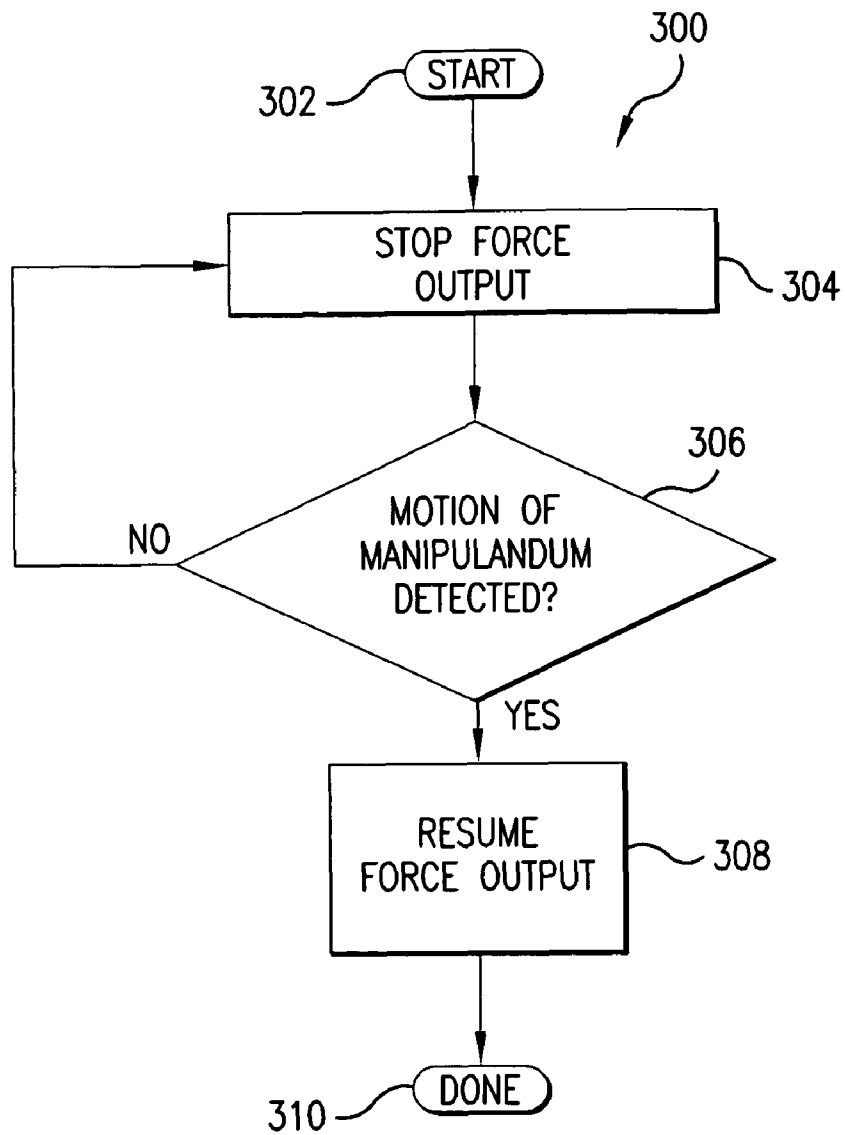 300
302
START
STOP FORCE
OUTPUT
304
306
MOTION OF
MANIPULANDUM
DETECTED?
NO
YES
RESUME
FORCE OUTPUT
308
310
DONE